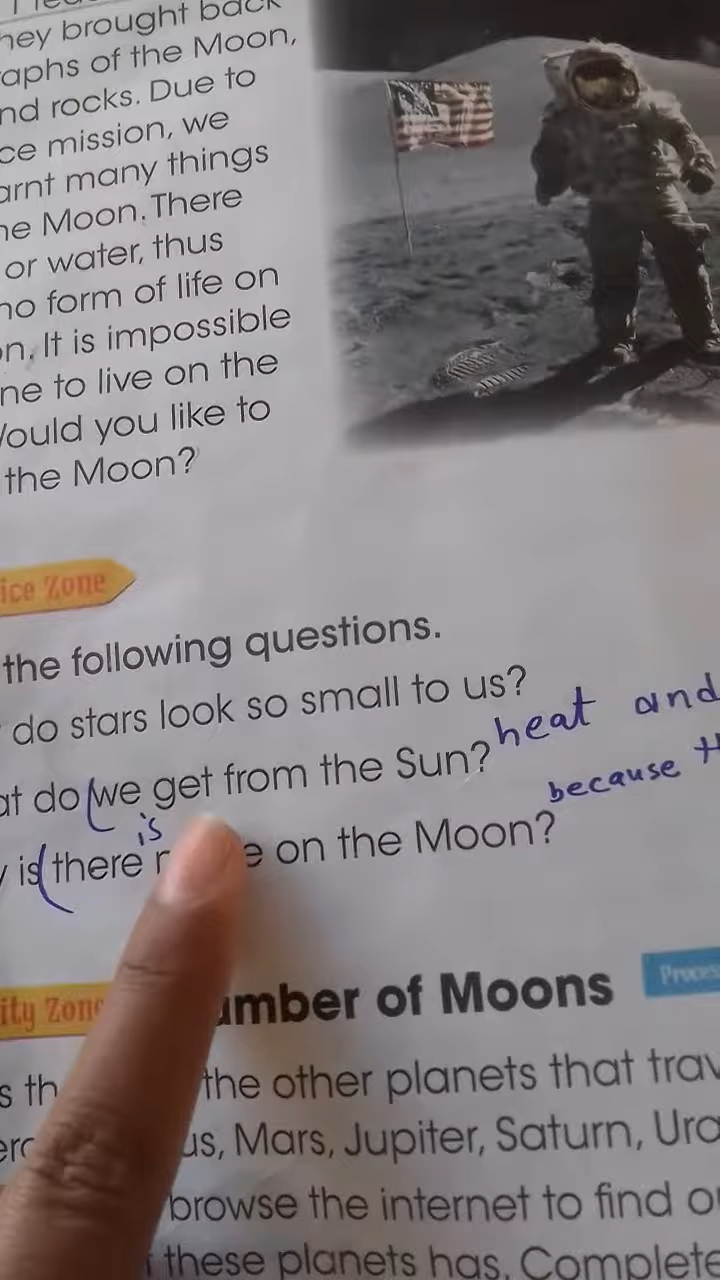 hey brought back
aphs of the Moon,
nd rocks. Due to
ce mission, we
arnt many things
he Moon. There
or water, thus
no form of life on
on. It is impossible
ne to live on the
Would you like to
the Moon?
ice Zone
the following questions.
do stars look so small to us?
at do (we get from the Sun? heat and
is because
y is (there on the Moon?
ity Zone umber of Moons Proces
s th the other planets that trav
us, Mars, Jupiter, Saturn, Ura
browse the internet to find o
these planets has. Complete